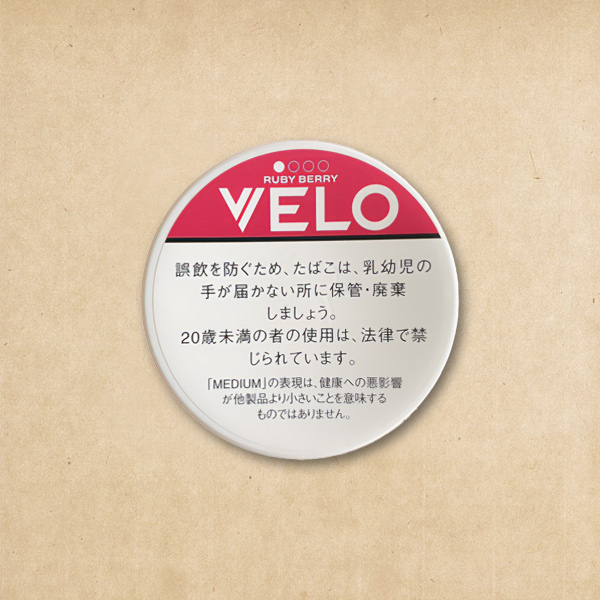 RUBY BERRY
VELO
誤飲を防ぐため、たばこは、乳幼児の
手が届かない所に保管・廃棄
しましょう。
20歳未満の者の使用は、法律で禁
じられています。
「MEDIUM」の表現は、健康への悪影響
が他製品より小さいことを意味する
ものではありません。